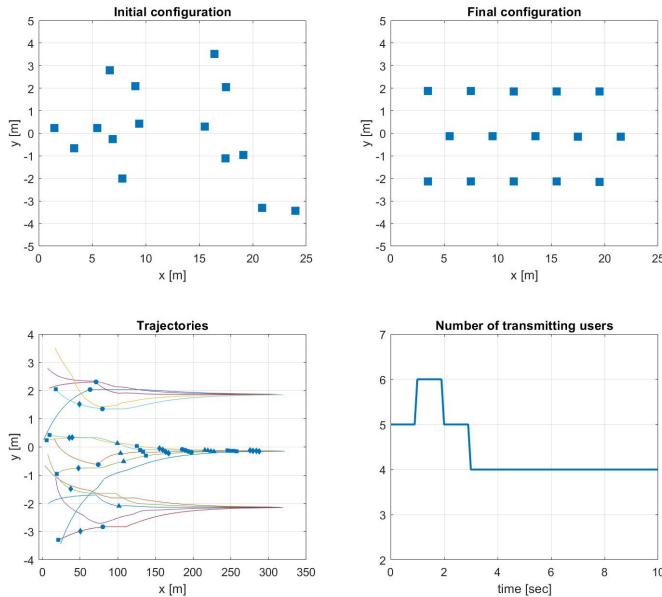 Initial configuration
5
4
3
2
1
0
-1
-2
-3
-4
-5
y [m]
0 5 10 15 20 25
x [m]
Final configuration
5
4
3
2
1
0
-1
-2
-3
-4
-5
y [m]
0 5 10 15 20 25
x [m]
Trajectories
4
3
2
1
0
-1
-2
-3
-4
y [m]
0 50 100 150 200 250 300 350
x [m]
Number of transmitting users
7
6
5
4
3
2
0 2 4 6 8 10
time [sec]